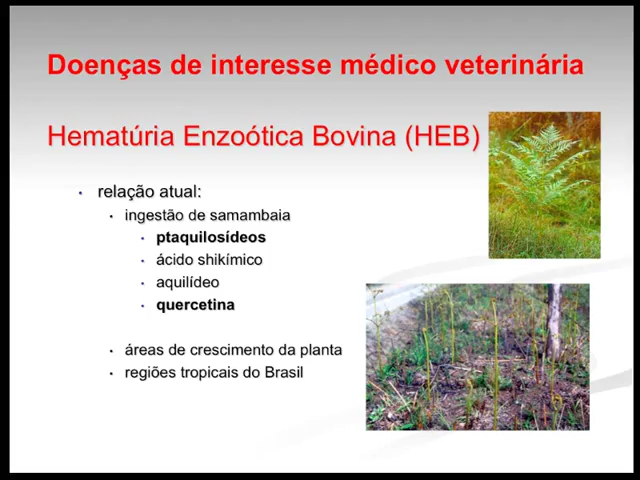 Doenças de interesse médico veterinária
Hematúria Enzoótica Bovina (HEB)
• relação atual:
• ingestão de samambaia
• ptaquilosídeos
• ácido shikímico
• aquilídeo
• quercetina
• áreas de crescimento da planta
• regiões tropicais do Brasil